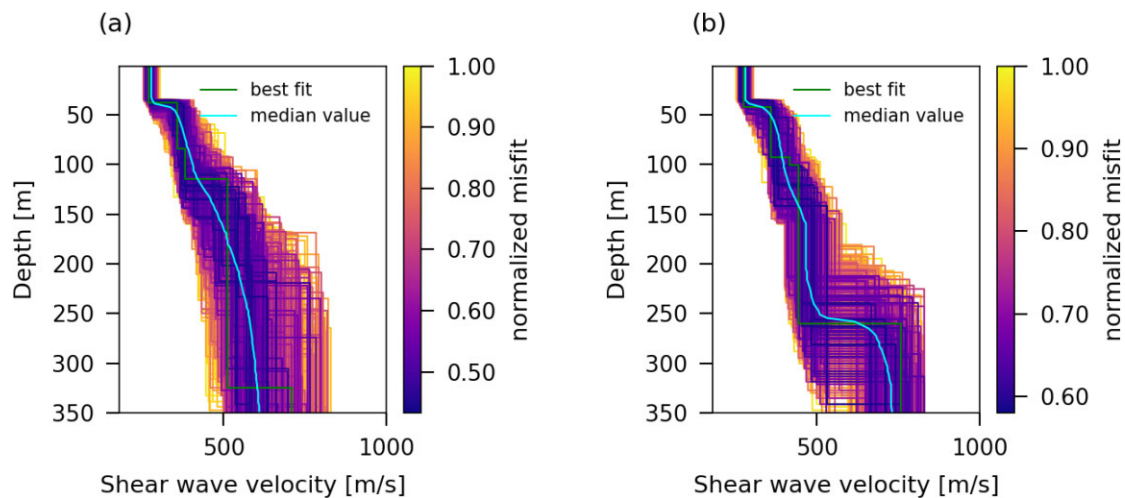 (a)
best fit
median value
50
100
150
200
250
300
350
Depth [m]
500
1000
Shear wave velocity [m/s]
1.00
0.90
0.80
0.70
0.60
0.50
normalized misfit
(b)
best fit
median value
50
100
150
200
250
300
350
Depth [m]
500
1000
Shear wave velocity [m/s]
1.00
0.90
0.80
0.70
0.60
normalized misfit